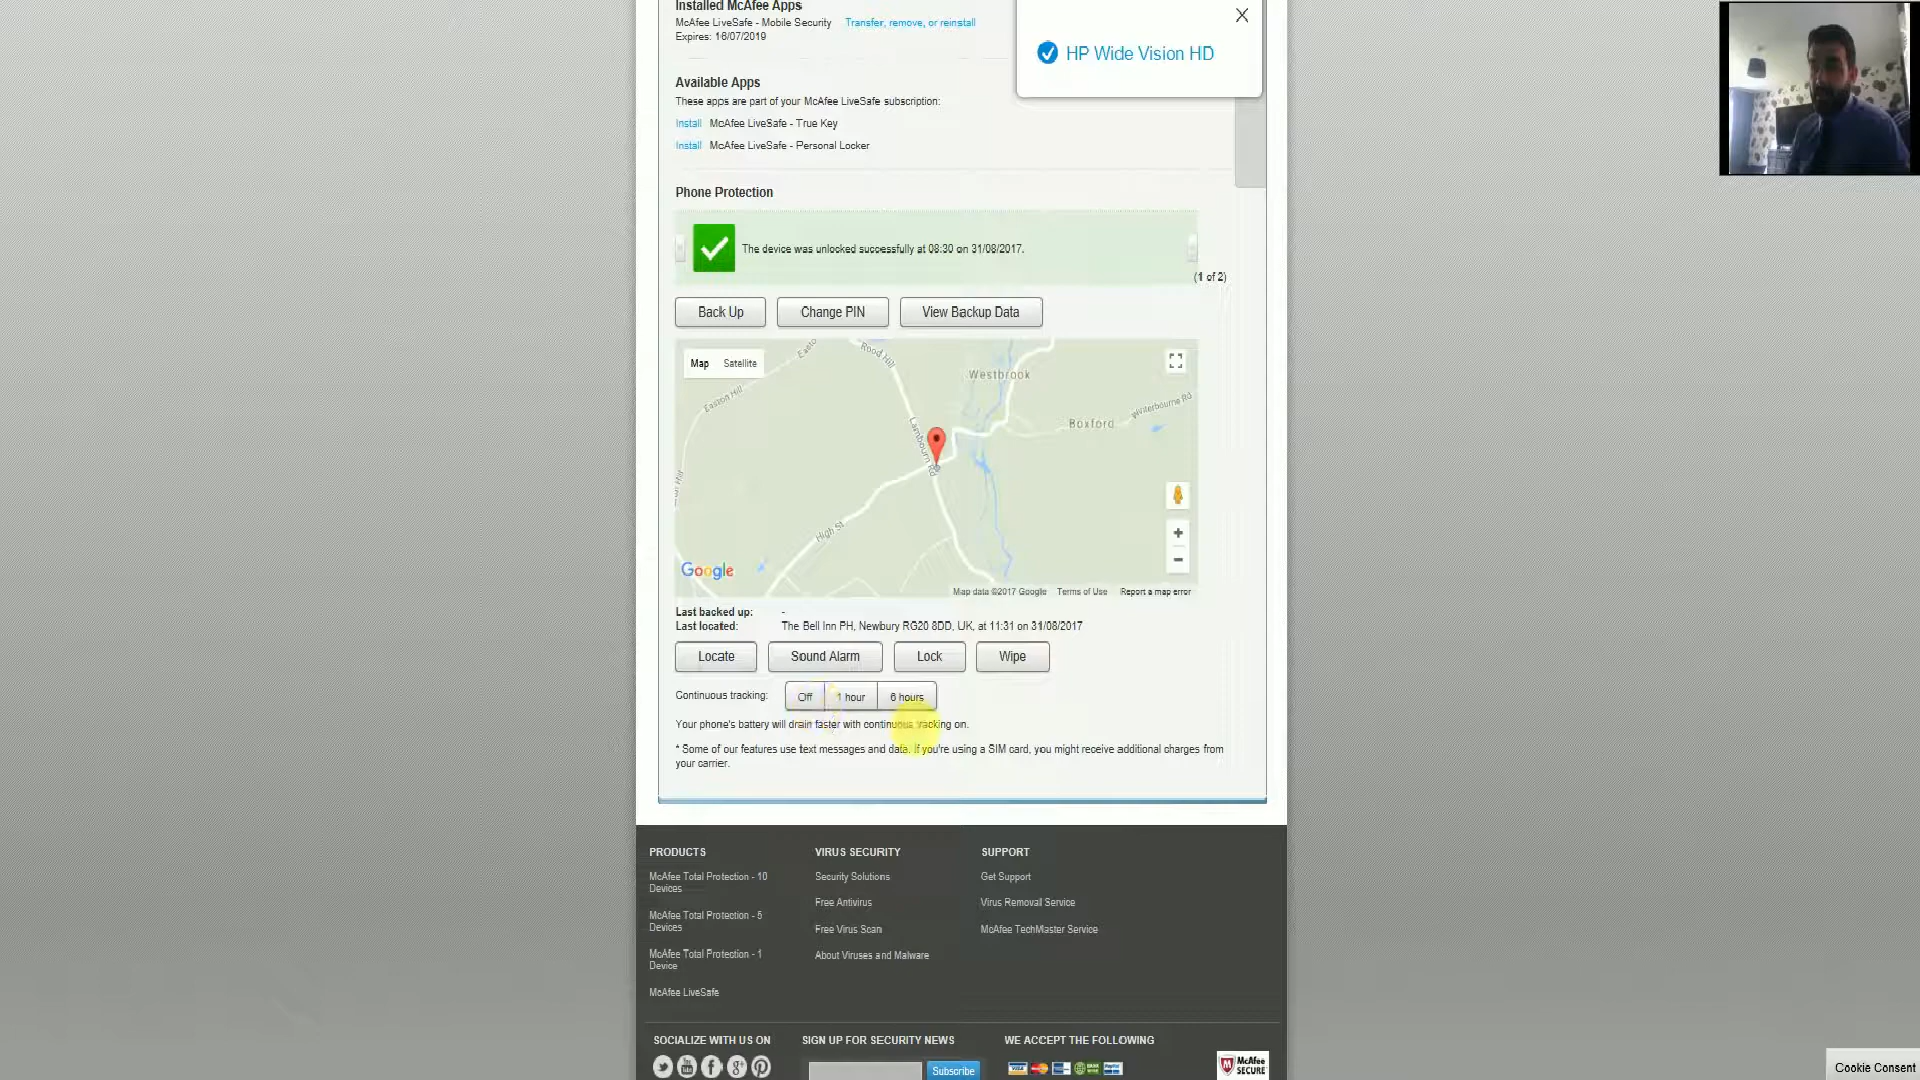 Installed McAfee Apps
McAfee LiveSafe - Mobile Security Transfer, remove, or reinstall
Expires: 16/07/2019
HP Wide Vision HD
Available Apps
These apps are part of your McAfee LiveSafe subscription:
Install McAfee LiveSafe - True Key
Install McAfee LiveSafe - Personal Locker
Phone Protection
The device was unlocked successfully at 08:30 on 31/08/2017.
(1 of 2)
Back Up Change PIN View Backup Data
Map Satellite
Easto
Rood Hill
Westbrook
Easton Hill
Winterbourne Rd
Boxford
Lambourn Rd
High St
Google
Map data ©2017 Google Terms of Use Report a map error
Last backed up: -
Last located: The Bell Inn PH, Newbury RG20 8DD, UK, at 11:31 on 31/08/2017
Locate Sound Alarm Lock Wipe
Continuous tracking: Off 1 hour 6 hours
Your phone's battery will drain faster with continuous tracking on.
* Some of our features use text messages and data. If you're using a SIM card, you might receive additional charges from
your carrier.
PRODUCTS
McAfee Total Protection - 10
Devices
McAfee Total Protection - 5
Devices
McAfee Total Protection - 1
Device
McAfee LiveSafe
VIRUS SECURITY
Security Solutions
Free Antivirus
Free Virus Scan
About Viruses and Malware
SUPPORT
Get Support
Virus Removal Service
McAfee TechMaster Service
SOCIALIZE WITH US ON
SIGN UP FOR SECURITY NEWS
Subscribe
WE ACCEPT THE FOLLOWING
McAfee
SECURE
Cookie Consent